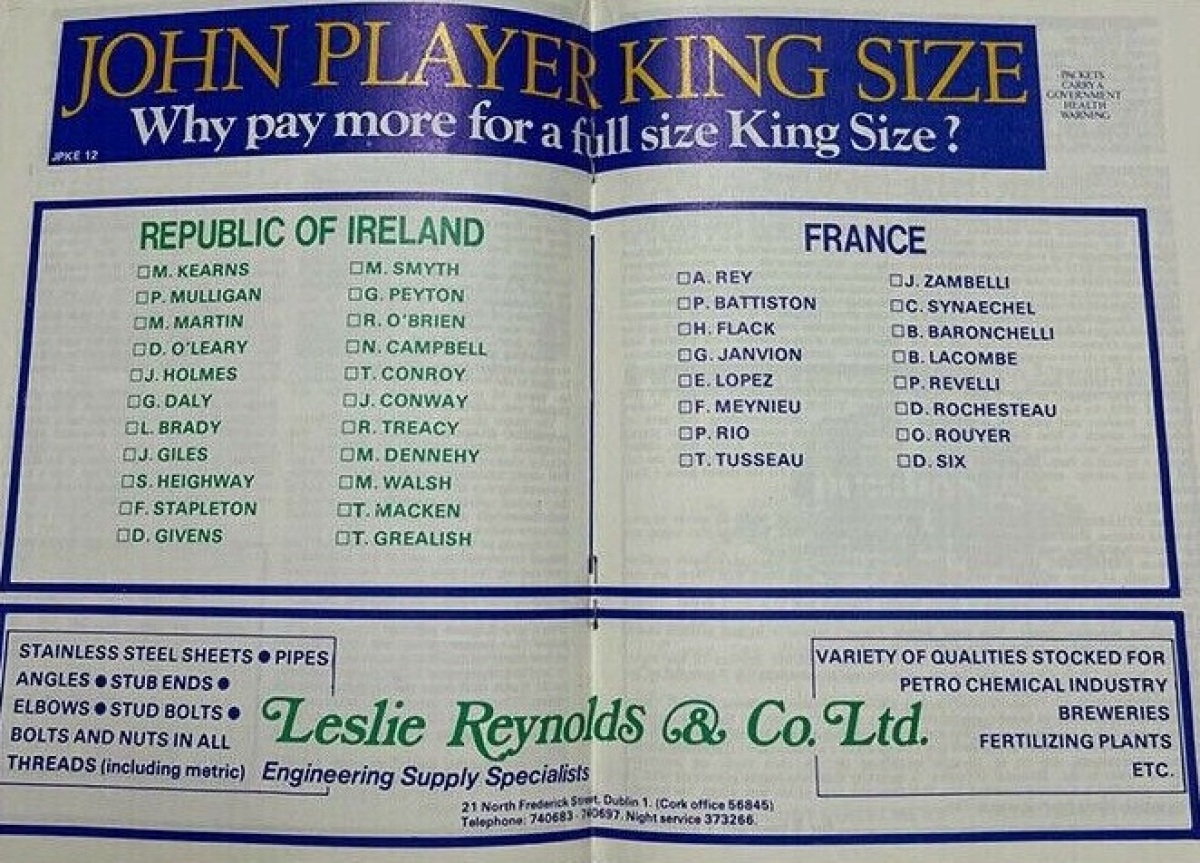 JOHN PLAYER KING SIZE
Why pay more for a full size King Size?
JPKE 12
PACKETS
CARRY A
GOVERNMENT
HEALTH
WARNING
REPUBLIC OF IRELAND
□M. KEARNS
□P. MULLIGAN
□M. MARTIN
□D. O'LEARY
□J. HOLMES
□G. DALY
□L. BRADY
□J. GILES
□S. HEIGHWAY
□F. STAPLETON
□D. GIVENS
□M. SMYTH
□G. PEYTON
□R. O'BRIEN
□N. CAMPBELL
□T. CONROY
□J. CONWAY
□R. TREACY
□M. DENNEHY
□M. WALSH
□T. MACKEN
□T. GREALISH
FRANCE
□A. REY
□P. BATTISTON
□H. FLACK
□G. JANVION
□E. LOPEZ
□F. MEYNIEU
□P. RIO
□T. TUSSEAU
□J. ZAMBELLI
□C. SYNAECHEL
□B. BARONCHELLI
□B. LACOMBE
□P. REVELLI
□D. ROCHESTEAU
□O. ROUYER
□D. SIX
STAINLESS STEEL SHEETS ● PIPES
ANGLES ● STUB ENDS ●
ELBOWS ● STUD BOLTS ●
BOLTS AND NUTS IN ALL
THREADS (including metric)
Leslie Reynolds & Co. Ltd.
Engineering Supply Specialists
21 North Frederick Street, Dublin 1. (Cork office 56845)
Telephone: 740683 - 740697. Night service 373266.
VARIETY OF QUALITIES STOCKED FOR
PETRO CHEMICAL INDUSTRY
BREWERIES
FERTILIZING PLANTS
ETC.